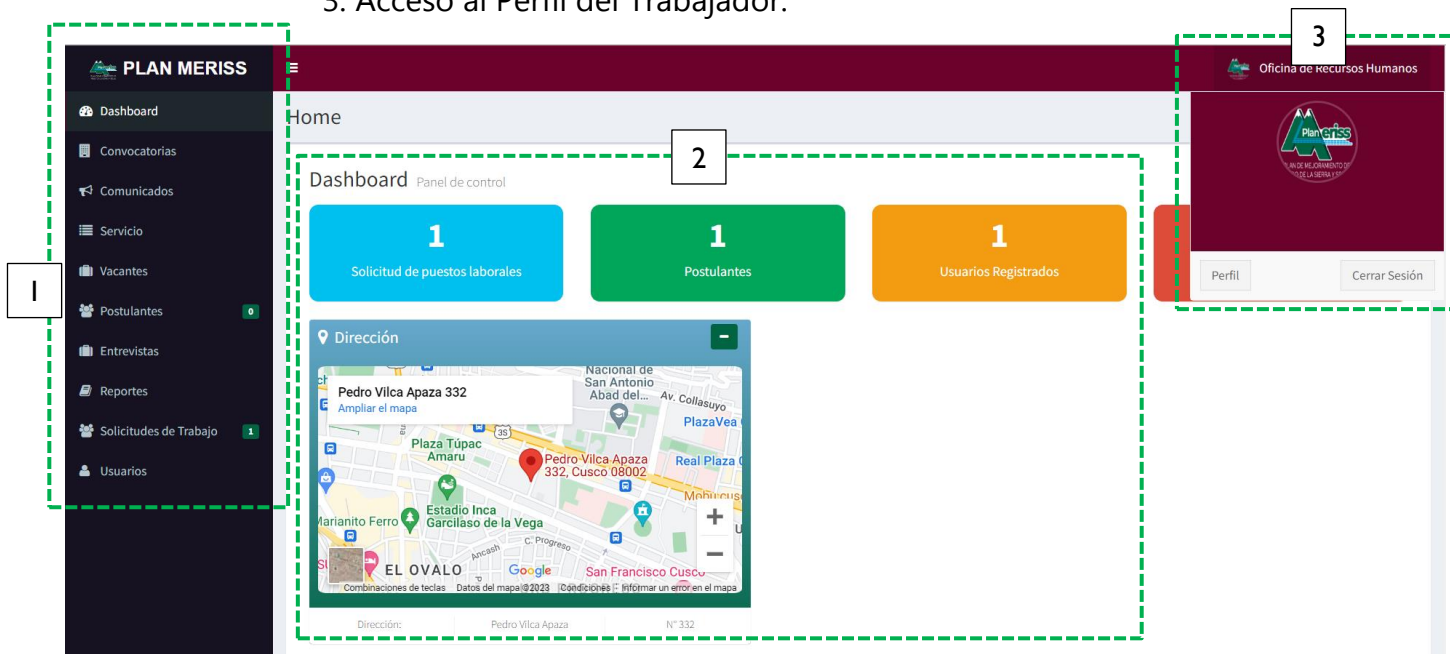 3. Acceso al Perfil del Trabajador.
3
PLAN MERISS
Oficina de Recursos Humanos
Dashboard
Home
Plan eriss
Convocatorias
2
Dashboard Panel de control
Comunicados
1 1 1
Servicio
Solicitud de puestos laborales Postulantes Usuarios Registrados
Vacantes
Perfil Cerrar Sesión
1
Postulantes 0
Dirección
Entrevistas
Nacional de
San Antonio
Abad del...
Pedro Vilca Apaza 332
Ampliar el mapa
Av. Collasuyo
Reportes
PlazaVea
35
Solicitudes de Trabajo 1
Plaza Túpac
Amaru
Pedro Vilca Apaza
332, Cusco 08002
Real Plaza
Usuarios
Estadio Inca
Garcilaso de la Vega
Marianito Ferro
C. Progreso
Ancash
EL OVALO
Google
San Francisco Cusco
Combinaciones de teclas Datos del mapa ©2023 Condiciones Informar un error en el mapa
Dirección: Pedro Vilca Apaza N° 332